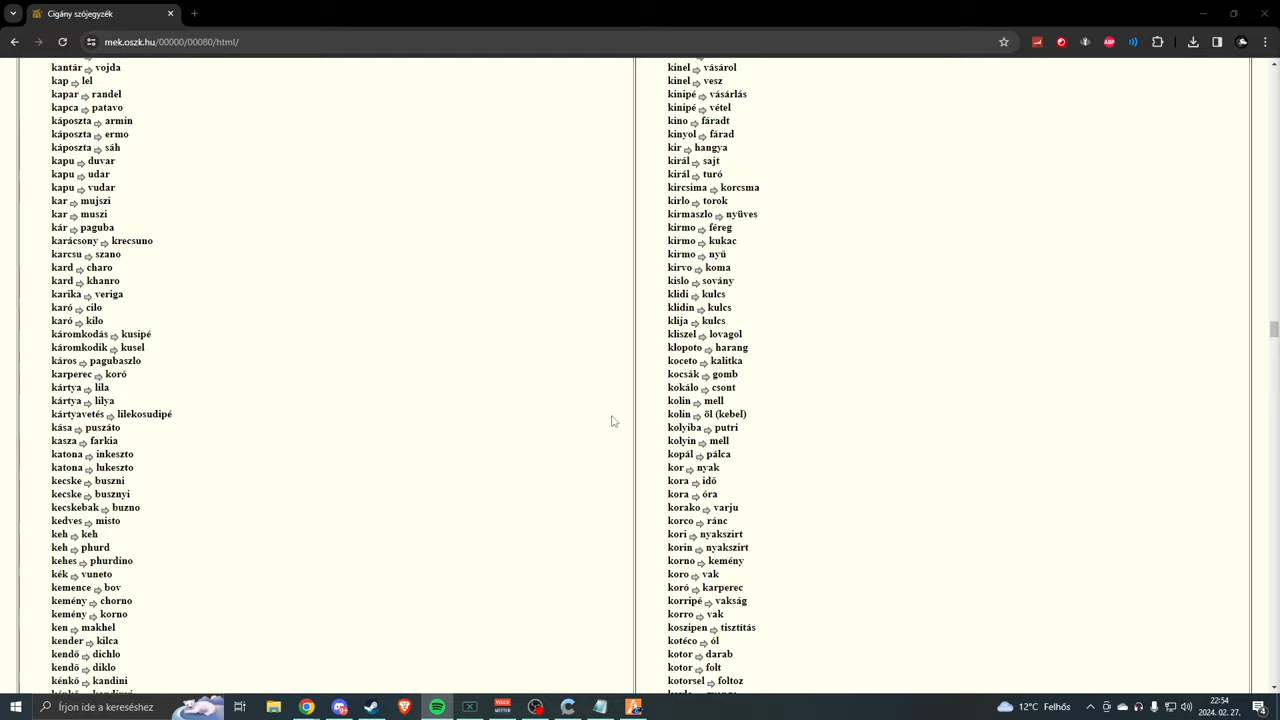 Cigány szójegyzék
mek.oszk.hu/00000/00080/html/
kantár ⇨ vojda
kap ⇨ lel
kapar ⇨ randel
kapca ⇨ patavo
káposzta ⇨ armin
káposzta ⇨ ermo
káposzta ⇨ sáh
kapu ⇨ duvar
kapu ⇨ udar
kapu ⇨ vudar
kar ⇨ mujszi
kar ⇨ muszi
kár ⇨ paguba
karácsony ⇨ krecsuno
karcsu ⇨ szano
kard ⇨ charo
kard ⇨ khanro
karika ⇨ veriga
karó ⇨ cilo
karó ⇨ kilo
káromkodás ⇨ kusipé
káromkodik ⇨ kusel
káros ⇨ pagubaszlo
karperec ⇨ koró
kártya ⇨ lila
kártya ⇨ lilya
kártyavetés ⇨ lilekosudipé
kása ⇨ puszáto
kasza ⇨ farkia
katona ⇨ inkeszto
katona ⇨ lukeszto
kecske ⇨ buszni
kecske ⇨ busznyi
kecskebak ⇨ buzno
kedves ⇨ misto
keh ⇨ keh
keh ⇨ phurd
kehes ⇨ phurdino
kék ⇨ vuneto
kemence ⇨ bov
kemény ⇨ chorno
kemény ⇨ korno
ken ⇨ makhel
kender ⇨ kilca
kendő ⇨ dichlo
kendő ⇨ diklo
kénkő ⇨ kandini
kinel ⇨ vásárol
kinel ⇨ vesz
kinipé ⇨ vásárlás
kinipé ⇨ vétel
kino ⇨ fáradt
kinyol ⇨ fárad
kir ⇨ hangya
királ ⇨ sajt
királ ⇨ turó
kircsima ⇨ korcsma
kirlo ⇨ torok
kirmaszlo ⇨ nyüves
kirmo ⇨ féreg
kirmo ⇨ kukac
kirmo ⇨ nyű
kirvo ⇨ koma
kislo ⇨ sovány
klidi ⇨ kulcs
klidin ⇨ kulcs
klija ⇨ kulcs
kliszel ⇨ lovagol
klopoto ⇨ harang
koceto ⇨ kalitka
kocsák ⇨ gomb
kokálo ⇨ csont
kolin ⇨ mell
kolin ⇨ öl (kebel)
kolyiba ⇨ putri
kolyin ⇨ mell
kopál ⇨ pálca
kor ⇨ nyak
kora ⇨ idő
kora ⇨ óra
korako ⇨ varju
korco ⇨ ránc
kori ⇨ nyakszirt
korin ⇨ nyakszirt
korno ⇨ kemény
koro ⇨ vak
koró ⇨ karperec
korripé ⇨ vakság
korro ⇨ vak
koszipen ⇨ tisztítás
kotéco ⇨ ól
kotor ⇨ darab
kotor ⇨ folt
kotorsel ⇨ foltoz
Írjon ide a kereséshez
12°C Felhős
22:54
2024. 02. 27.